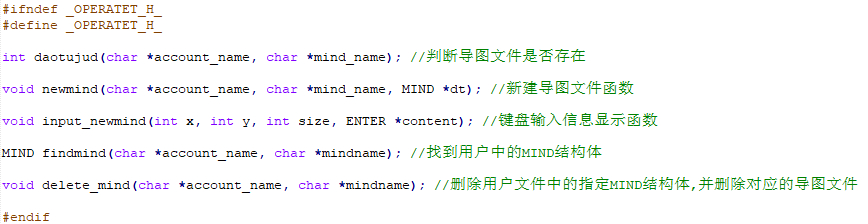 #ifndef _OPERATET_H_
#define _OPERATET_H_
int daotujud(char *account_name, char *mind_name); //判断导图文件是否存在
void newmind(char *account_name, char *mind_name, MIND *dt); //新建导图文件函数
void input_newmind(int x, int y, int size, ENTER *content); //键盘输入信息显示函数
MIND findmind(char *account_name, char *mindname); //找到用户中的MIND结构体
void delete_mind(char *account_name, char *mindname); //删除用户文件中的指定MIND结构体,并删除对应的导图文件
#endif